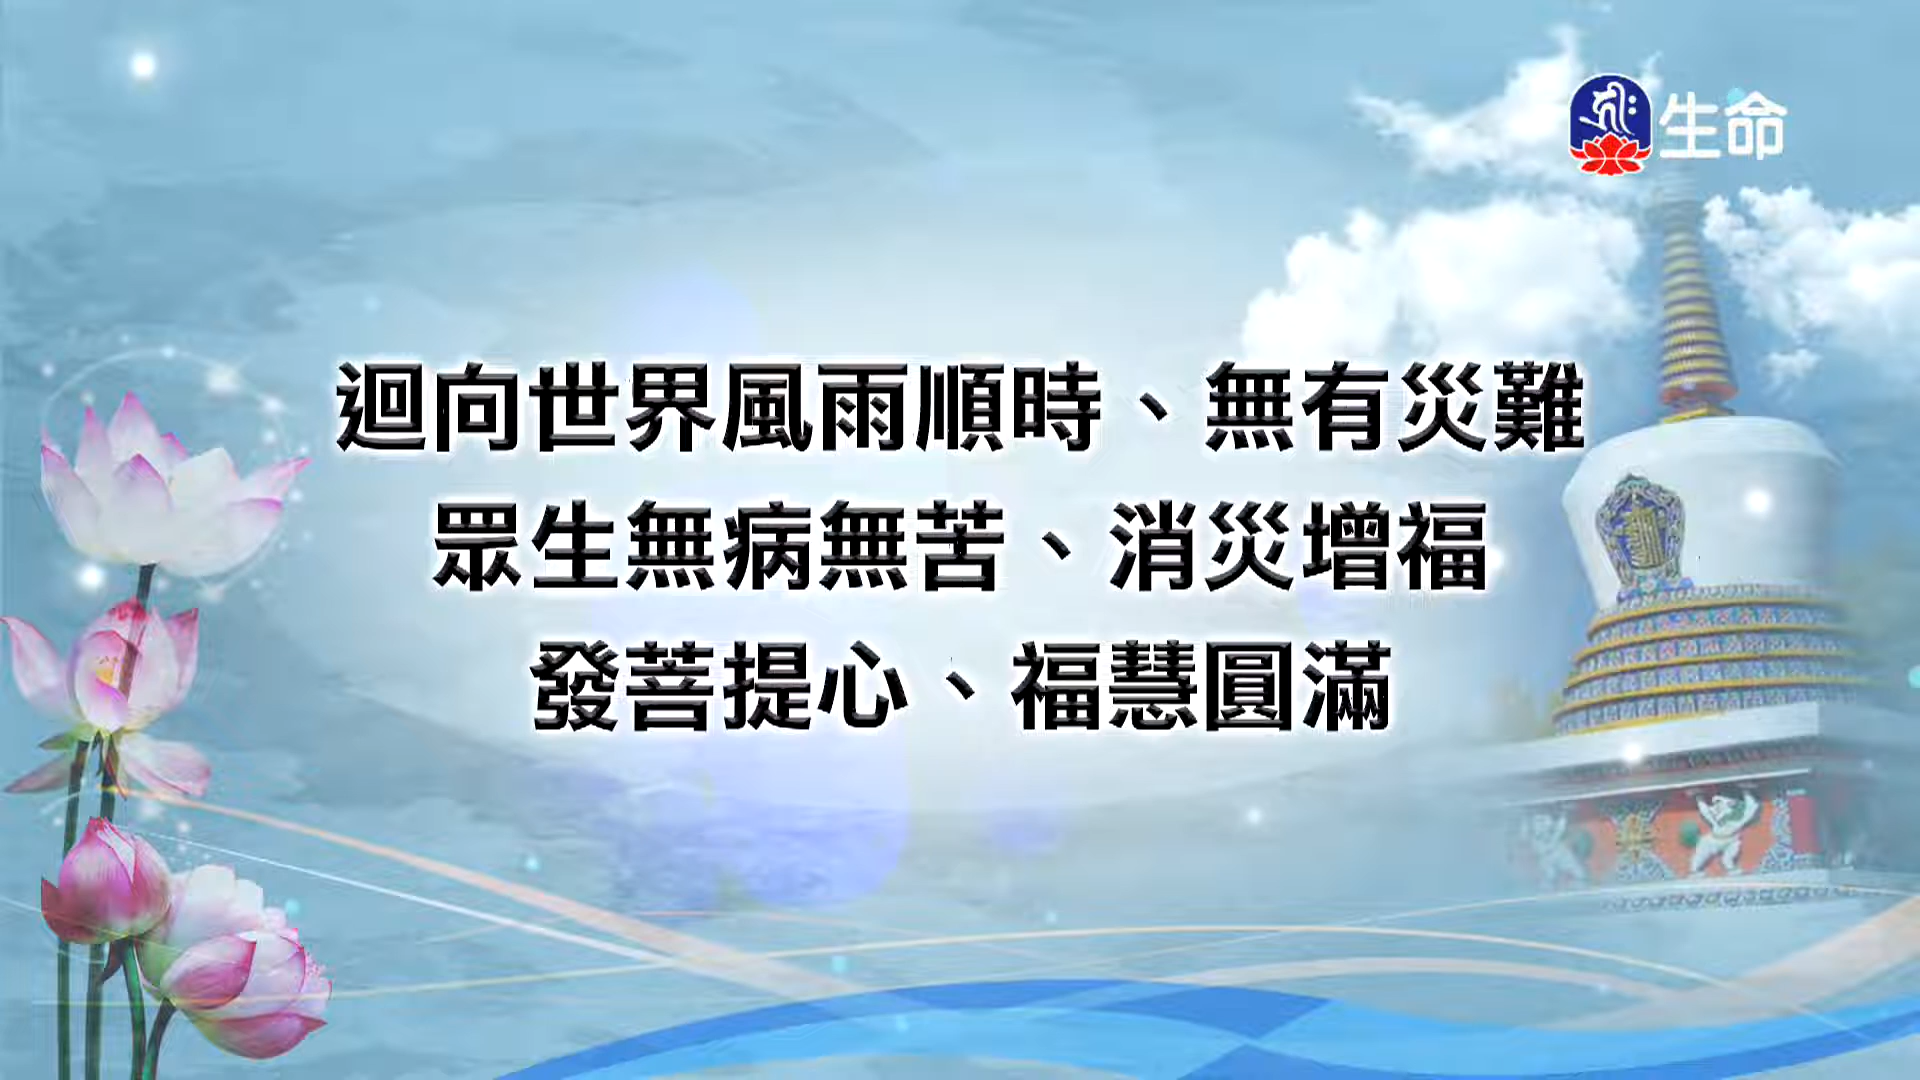 生命
迴向世界風雨順時、無有災難
眾生無病無苦、消災增福
發菩提心、福慧圓滿